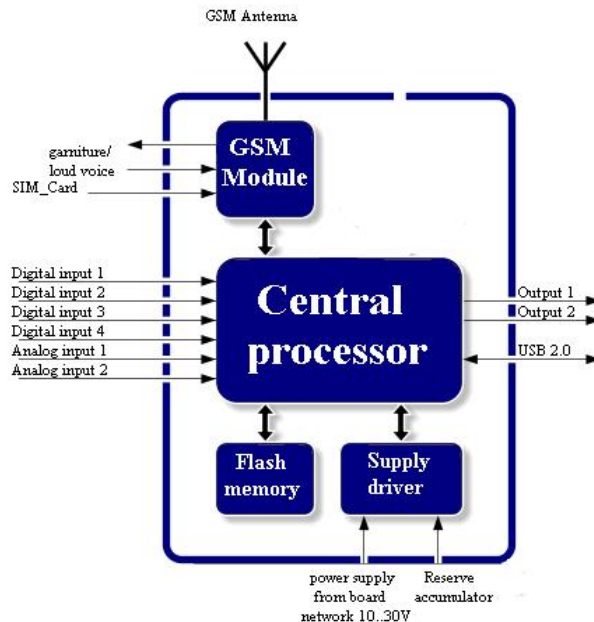 GSM Antenna
GSM
Module
garniture/
loud voice
SIM_Card
Digital input 1
Digital input 2
Digital input 3
Digital input 4
Analog input 1
Analog input 2
Central
processor
Output 1
Output 2
USB 2.0
Flash
memory
Supply
driver
power supply
from board
network 10..30V
Reserve
accumulator